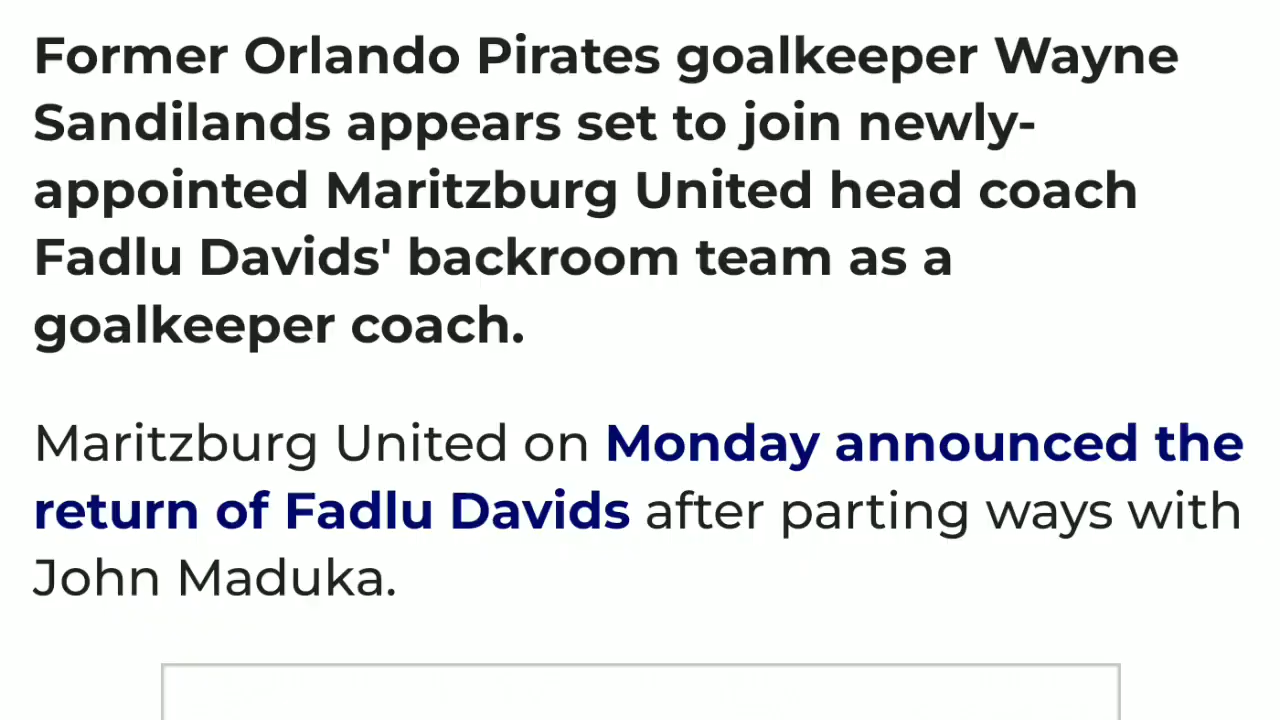 Former Orlando Pirates goalkeeper Wayne
Sandilands appears set to join newly-
appointed Maritzburg United head coach
Fadlu Davids' backroom team as a
goalkeeper coach.
Maritzburg United on Monday announced the
return of Fadlu Davids after parting ways with
John Maduka.